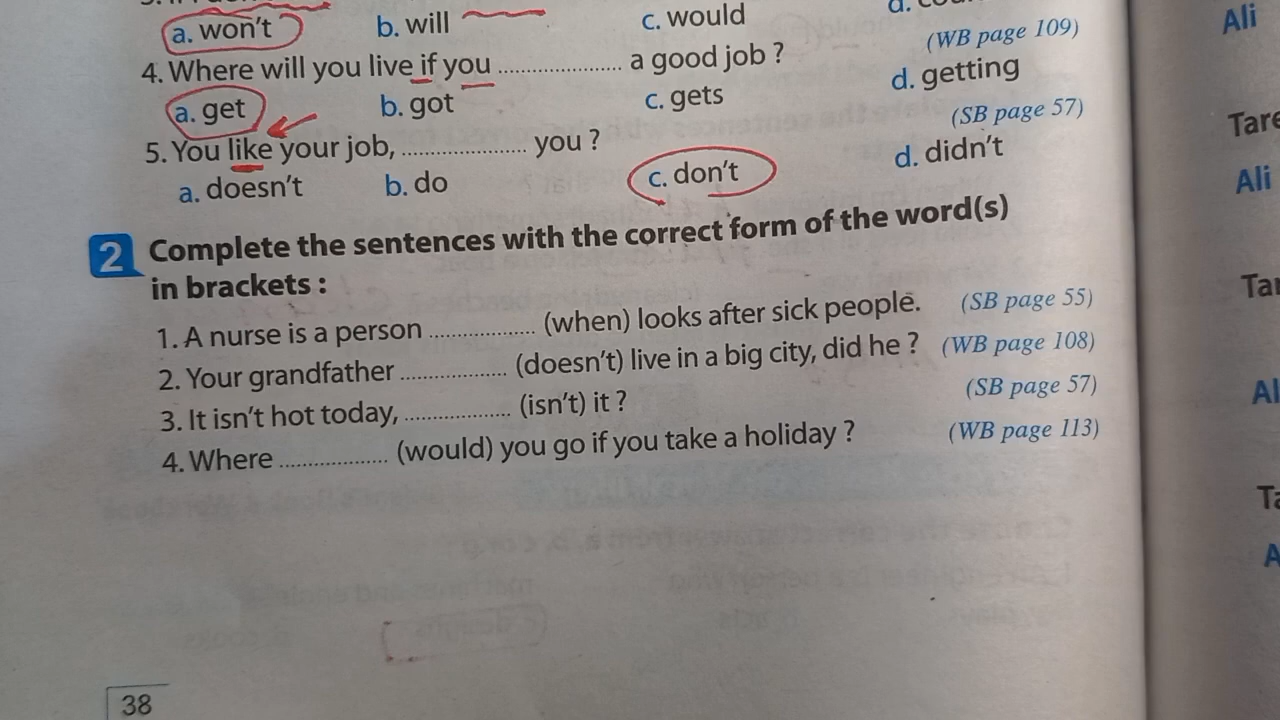 a. won't b. will c. would d.
(WB page 109)
4. Where will you live if you .................... a good job ?
a. get b. got c. gets d. getting
(SB page 57)
5. You like your job, .................... you ?
a. doesn't b. do c. don't d. didn't
2 Complete the sentences with the correct form of the word(s)
in brackets :
1. A nurse is a person .................. (when) looks after sick people. (SB page 55)
2. Your grandfather .................. (doesn't) live in a big city, did he ? (WB page 108)
3. It isn't hot today, .................. (isn't) it ? (SB page 57)
4. Where .................. (would) you go if you take a holiday ? (WB page 113)
38
Ali
Tare
Ali
Tar
Al
Ta
A